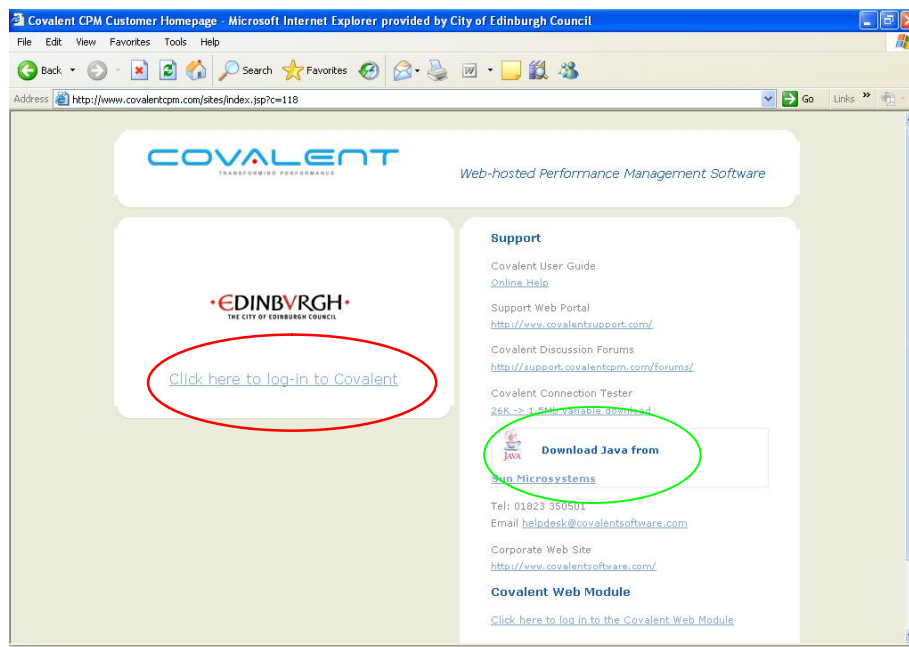 Covalent CPM Customer Homepage - Microsoft Internet Explorer provided by City of Edinburgh Council
File Edit View Favorites Tools Help
Back Search Favorites
Address http://www.covalentcpm.com/sites/index.jsp?c=118 Go Links »
COVALENT
TRANSFORMING PERFORMANCE
Web-hosted Performance Management Software
·EDINBVRGH·
THE CITY OF EDINBURGH COUNCIL
Click here to log-in to Covalent
Support
Covalent User Guide
Online Help
Support Web Portal
http://www.covalentsupport.com/
Covalent Discussion Forums
http://support.covalentcpm.com/forums/
Covalent Connection Tester
26K -> 1.5Mb variable download
JAVA Download Java from
Sun Microsystems
Tel: 01823 350501
Email helpdesk@covalentsoftware.com
Corporate Web Site
http://www.covalentsoftware.com/
Covalent Web Module
Click here to log in to the Covalent Web Module